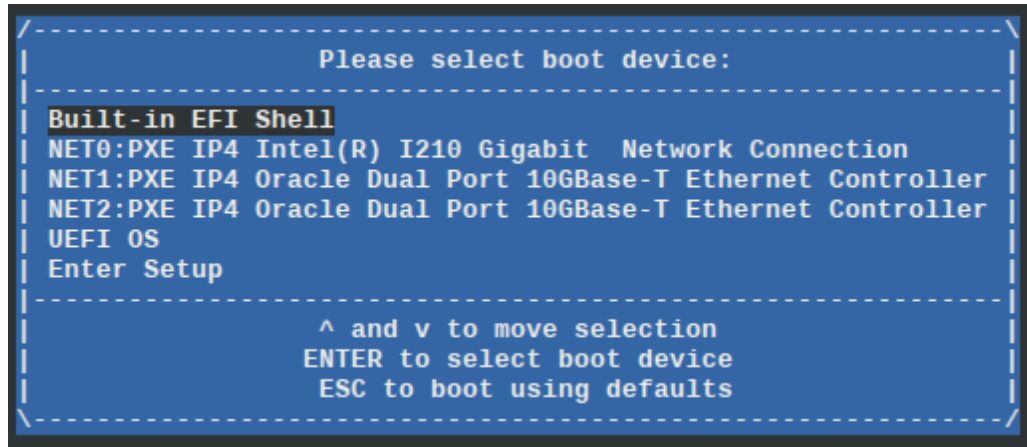 Please select boot device:
Built-in EFI Shell
NET0:PXE IP4 Intel(R) I210 Gigabit  Network Connection
NET1:PXE IP4 Oracle Dual Port 10GBase-T Ethernet Controller
NET2:PXE IP4 Oracle Dual Port 10GBase-T Ethernet Controller
UEFI OS
Enter Setup
^ and v to move selection
ENTER to select boot device
ESC to boot using defaults